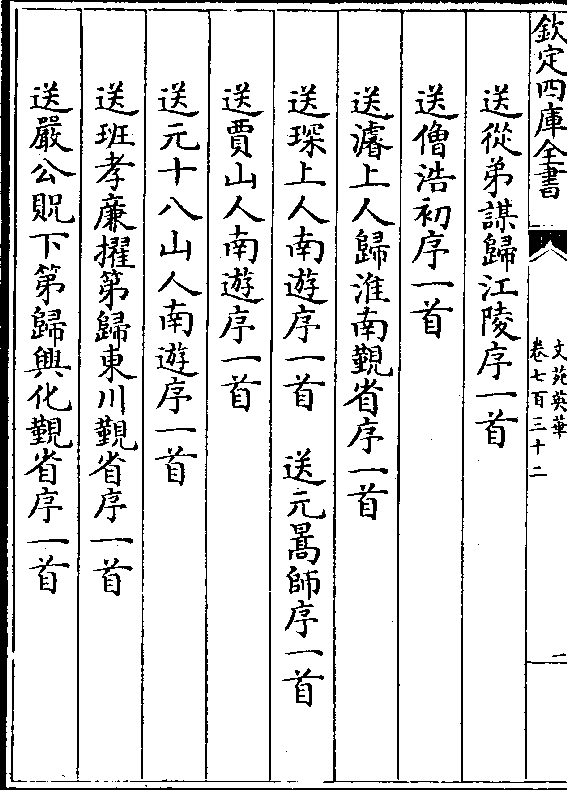 欽定四庫全書
文苑英華
卷七百三十二
二
送從弟謀歸江陵序一首
送僧浩初序一首
送濬上人歸淮南覲省序一首
送琛上人南遊序一首　送元暠師序一首
送賈山人南遊序一首
送元十八山人南遊序一首
送班孝廉擢第歸東川覲省序一首
送嚴公貺下第歸興化覲省序一首